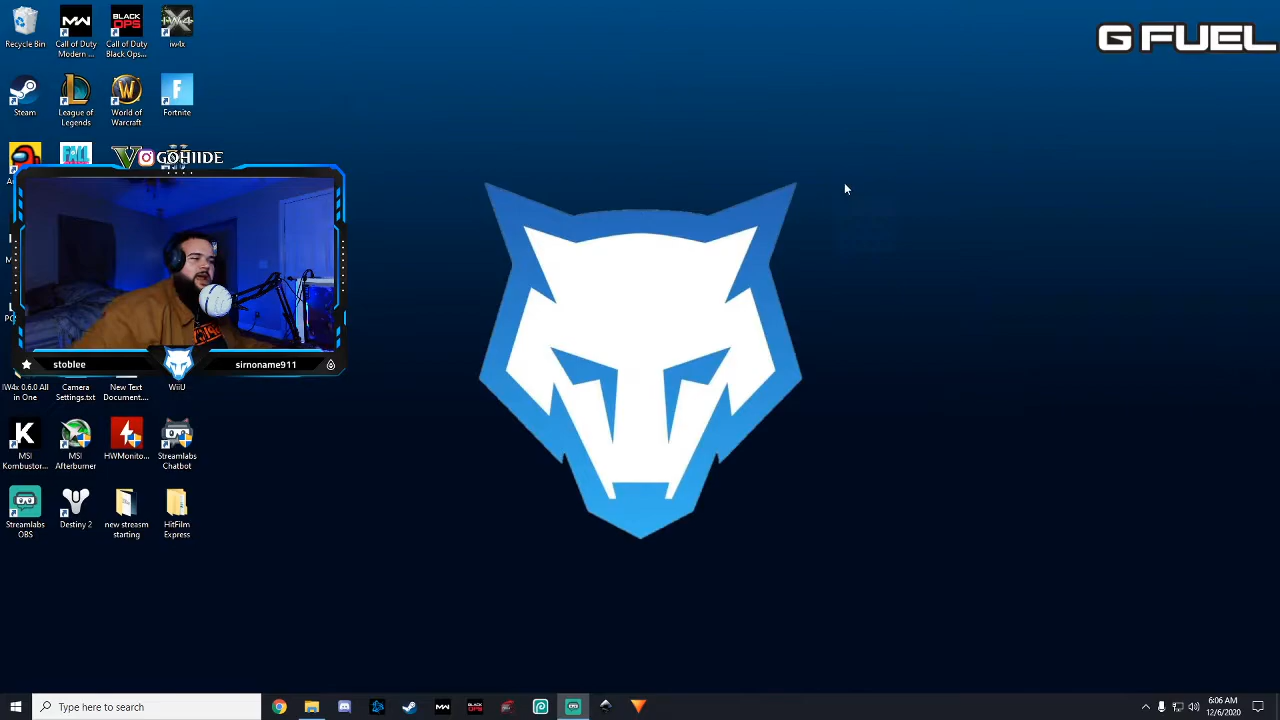 G FUEL
Recycle Bin
Call of Duty Modern ...
Call of Duty Black Ops...
iw4x
Steam
League of Legends
World of Warcraft
Fortnite
FALL
V
GOHIIDE
stoblee
sirnoname911
IW4x 0.6.0 All in One
Camera Settings.txt
New Text Document....
WiiU
MSI Kombustor...
MSI Afterburner
HWMonito...
Streamlabs Chatbot
Streamlabs OBS
Destiny 2
new streasm starting
HitFilm Express
Type here to search
6:06 AM
12/6/2020